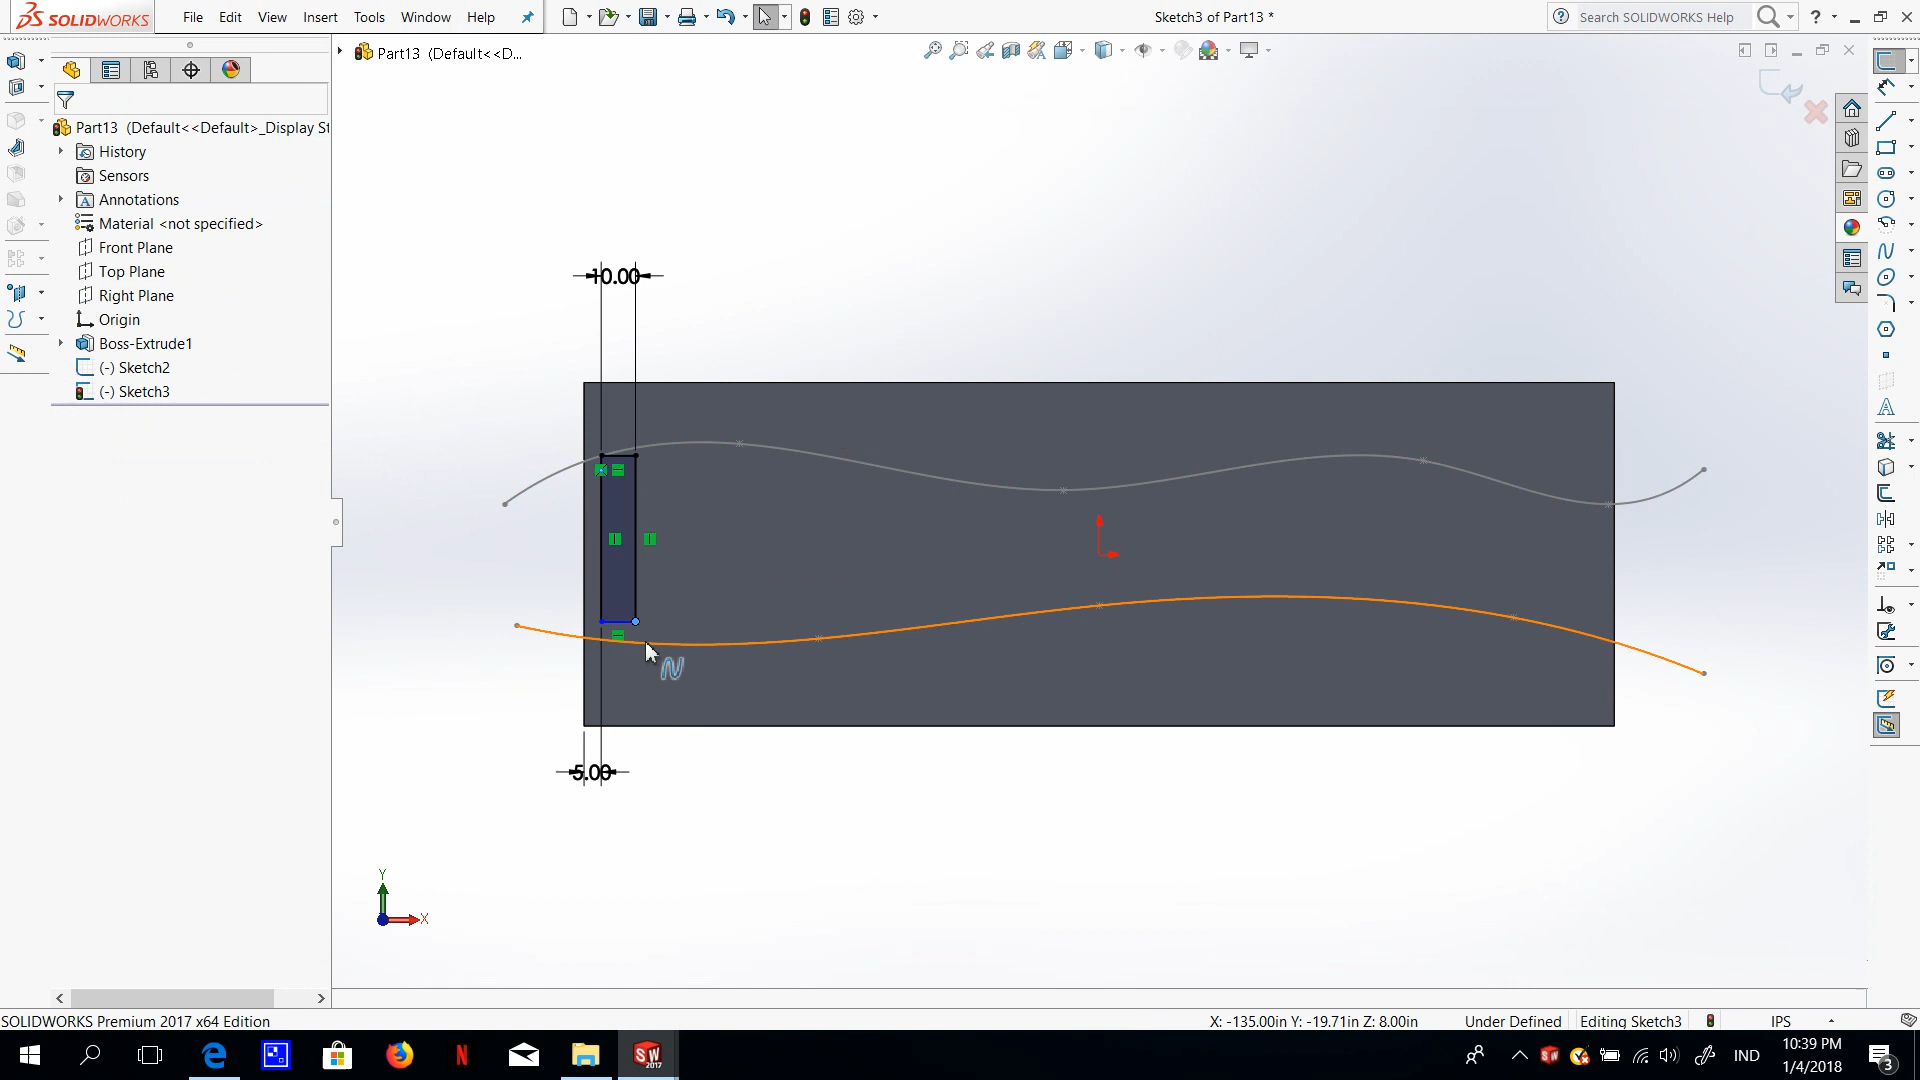 SOLIDWORKS
File Edit View Insert Tools Window Help
Sketch3 of Part13 *
Search SOLIDWORKS Help
Part13 (Default<<D...
Part13 (Default<<Default>_Display St
History
Sensors
Annotations
Material <not specified>
Front Plane
Top Plane
Right Plane
Origin
Boss-Extrude1
(-) Sketch2
(-) Sketch3
10.00
5.00
Y
X
SOLIDWORKS Premium 2017 x64 Edition
X: -135.00in Y: -19.71in Z: 8.00in
Under Defined
Editing Sketch3
IPS
SW
2017
IND
10:39 PM
1/4/2018
3